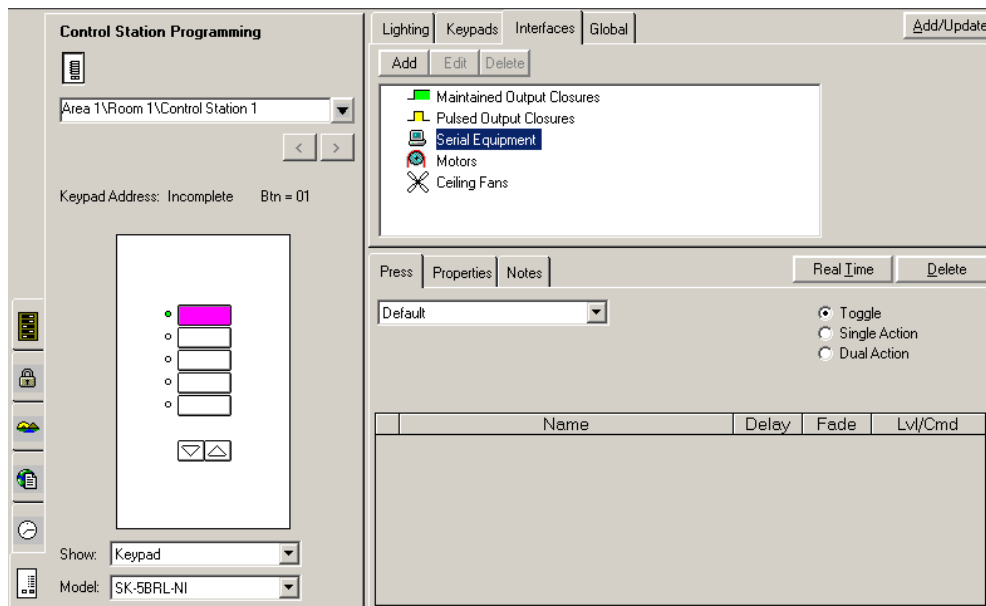 Control Station Programming
Area 1\Room 1\Control Station 1
< >
Keypad Address: Incomplete Btn = 01
Show: Keypad
Model: SK-5BRL-NI
Lighting Keypads Interfaces Global
Add/Update
Add Edit Delete
Maintained Output Closures
Pulsed Output Closures
Serial Equipment
Motors
Ceiling Fans
Press Properties Notes
Real Time Delete
Default
Toggle
Single Action
Dual Action
Name Delay Fade Lvl/Cmd